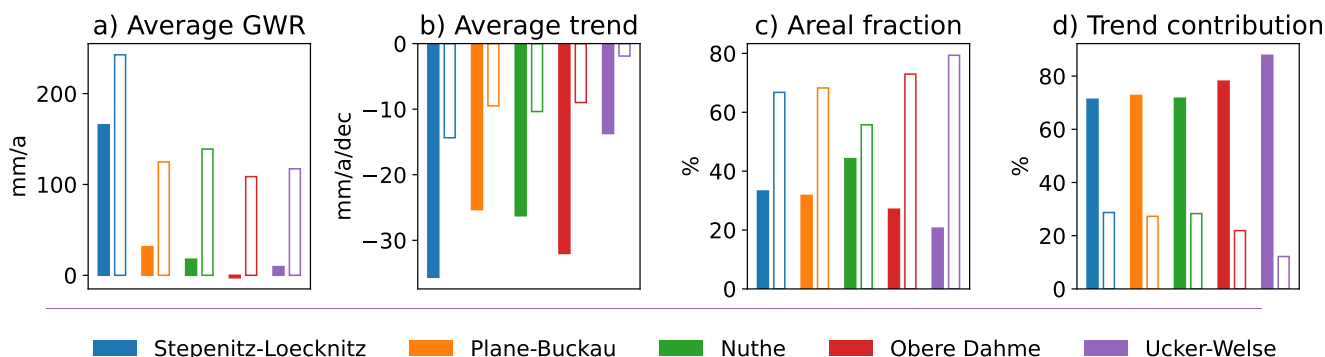 a) Average GWR
b) Average trend
c) Areal fraction
d) Trend contribution
mm/a
200
100
0
mm/a/dec
0
−10
−20
−30
%
80
60
40
20
0
%
80
60
40
20
0
Stepenitz-Loecknitz
Plane-Buckau
Nuthe
Obere Dahme
Ucker-Welse